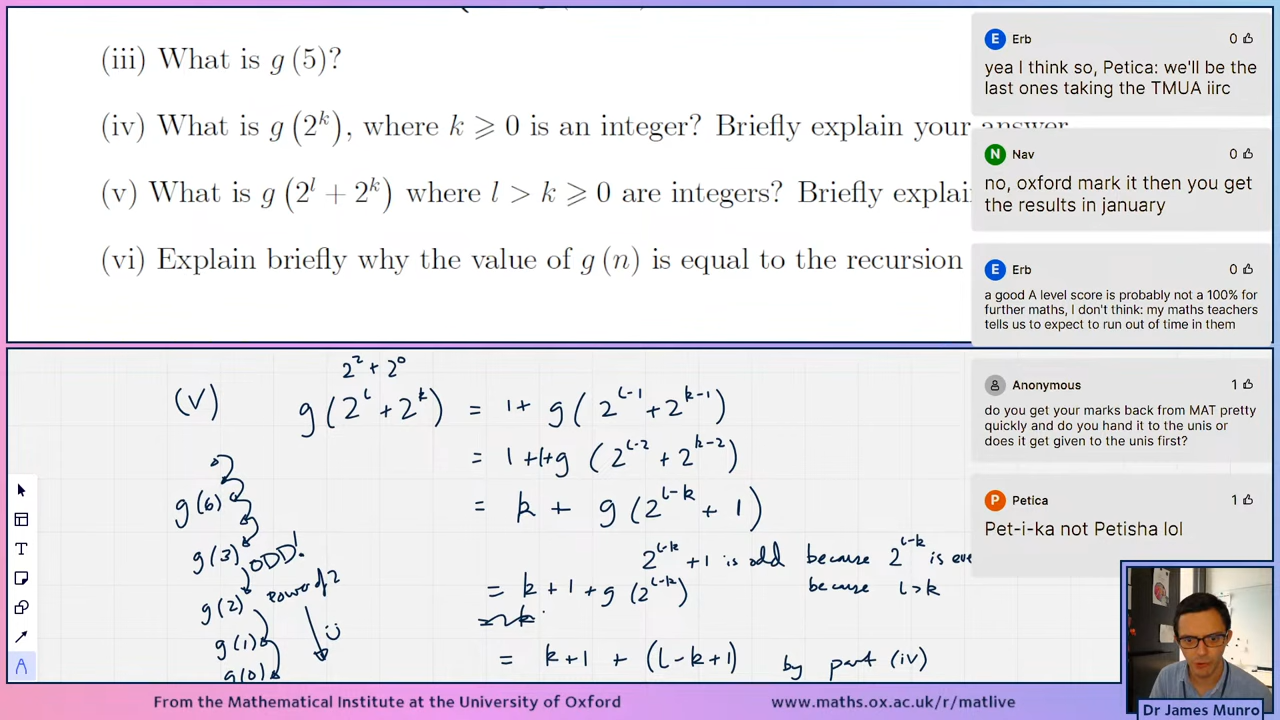 (iii) What is g (5)?
(iv) What is g (2^k), where k ⩾ 0 is an integer? Briefly explain your answer
(v) What is g (2^l + 2^k) where l > k ⩾ 0 are integers? Briefly explai
(vi) Explain briefly why the value of g (n) is equal to the recursion
E Erb 0
yea I think so, Petica: we'll be the
last ones taking the TMUA iirc
N Nav 0
no, oxford mark it then you get
the results in january
E Erb 0
a good A level score is probably not a 100% for
further maths, I don't think: my maths teachers
tells us to expect to run out of time in them
Anonymous 1
do you get your marks back from MAT pretty
quickly and do you hand it to the unis or
does it get given to the unis first?
P Petica 1
Pet-i-ka not Petisha lol
2^2 + 2^0
(v) g(2^l + 2^k) = 1 + g(2^{l-1} + 2^{k-1})
= 1+1+g (2^{l-2} + 2^{k-2})
= k + g(2^{l-k} + 1)
2^{l-k} + 1 is odd because 2^{l-k} is eve
because l > k
= k+1+g (2^{l-k})
= k+1 + (l-k+1) by part (iv)
g(6)
g(3) ODD!
g(2) power of 2
g(1)
g(0)
T
A
From the Mathematical Institute at the University of Oxford
www.maths.ox.ac.uk/r/matlive
Dr James Munro